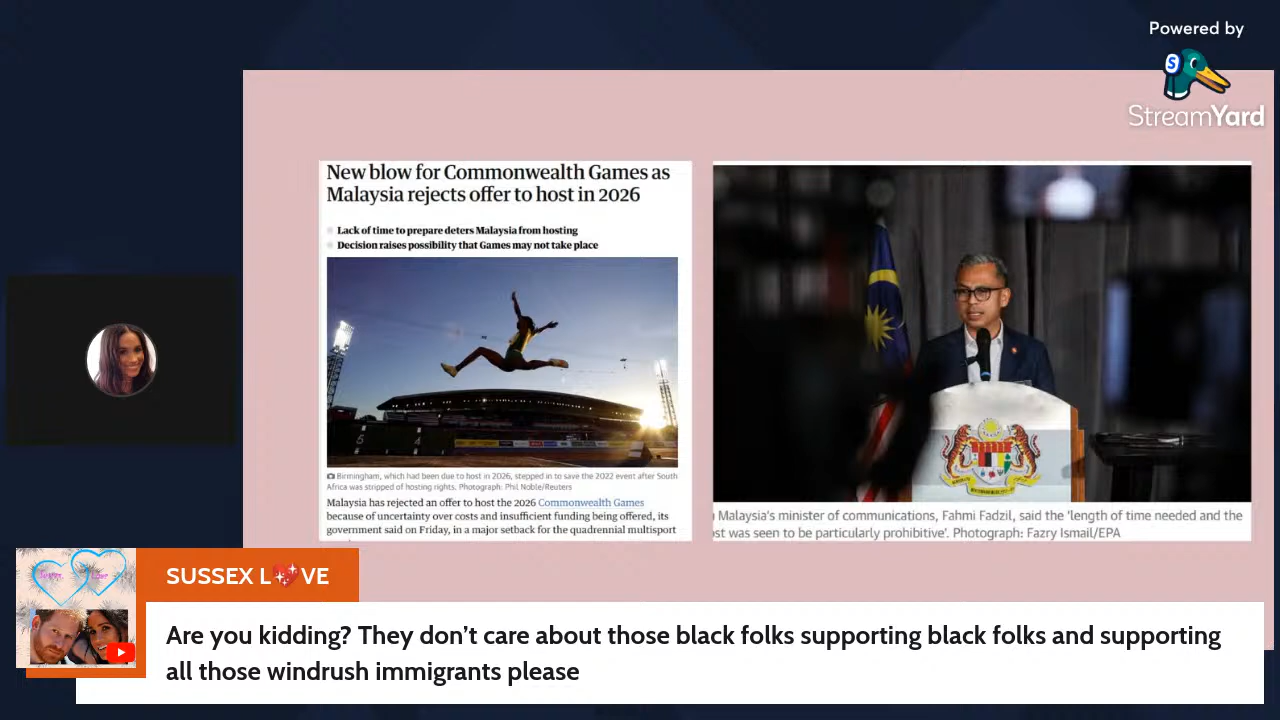 Powered by
StreamYard
New blow for Commonwealth Games as
Malaysia rejects offer to host in 2026
Lack of time to prepare deters Malaysia from hosting
Decision raises possibility that Games may not take place
Birmingham, which had been due to host in 2026, stepped in to save the 2022 event after South
Africa was stripped of hosting rights. Photograph: Phil Noble/Reuters
Malaysia has rejected an offer to host the 2026 Commonwealth Games
because of uncertainty over costs and insufficient funding being offered, its
government said on Friday, in a major setback for the quadrennial multisport
Malaysia's minister of communications, Fahmi Fadzil, said the 'length of time needed and the
st was seen to be particularly prohibitive'. Photograph: Fazry Ismail/EPA
SUSSEX L💖VE
Are you kidding? They don’t care about those black folks supporting black folks and supporting
all those windrush immigrants please